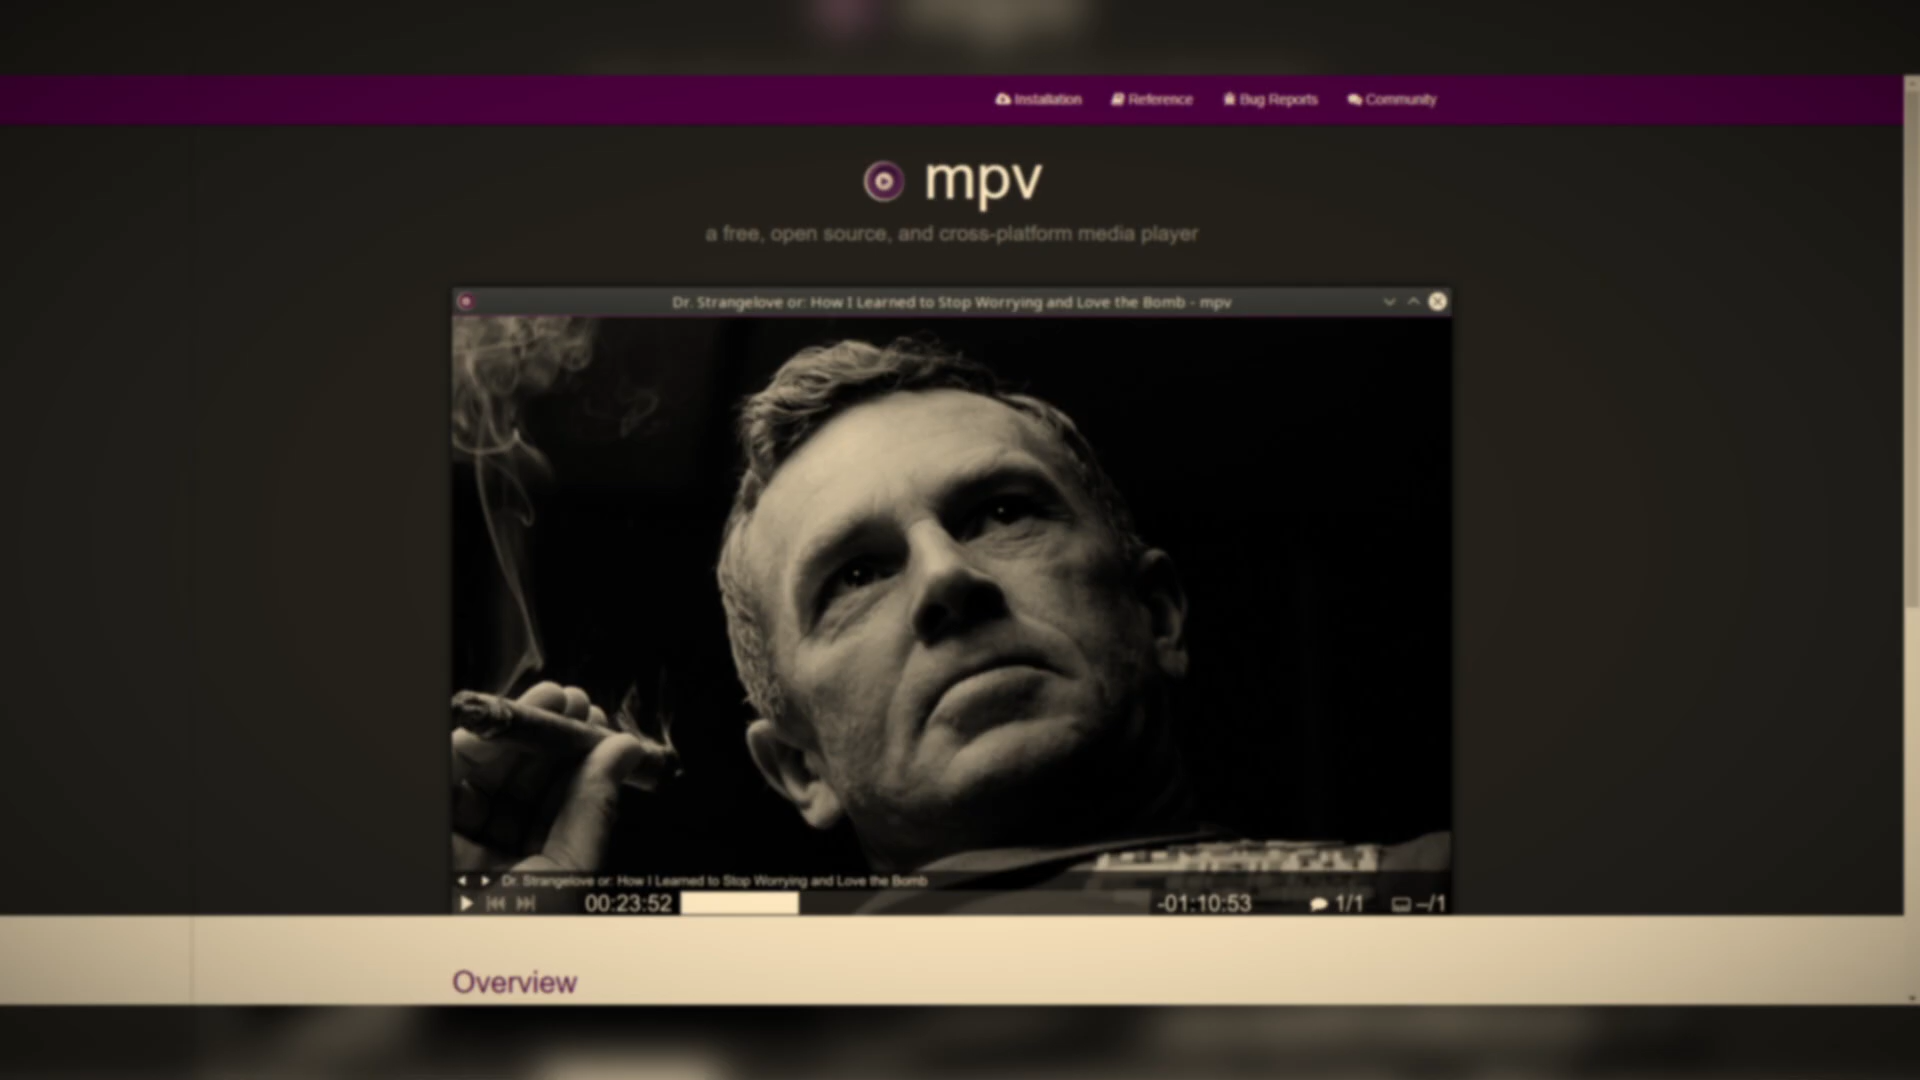 Installation Reference Bug Reports Community
mpv
a free, open source, and cross-platform media player
Dr. Strangelove or: How I Learned to Stop Worrying and Love the Bomb - mpv
Dr. Strangelove or: How I Learned to Stop Worrying and Love the Bomb
00:23:52 -01:10:53 1/1 –/1
Overview